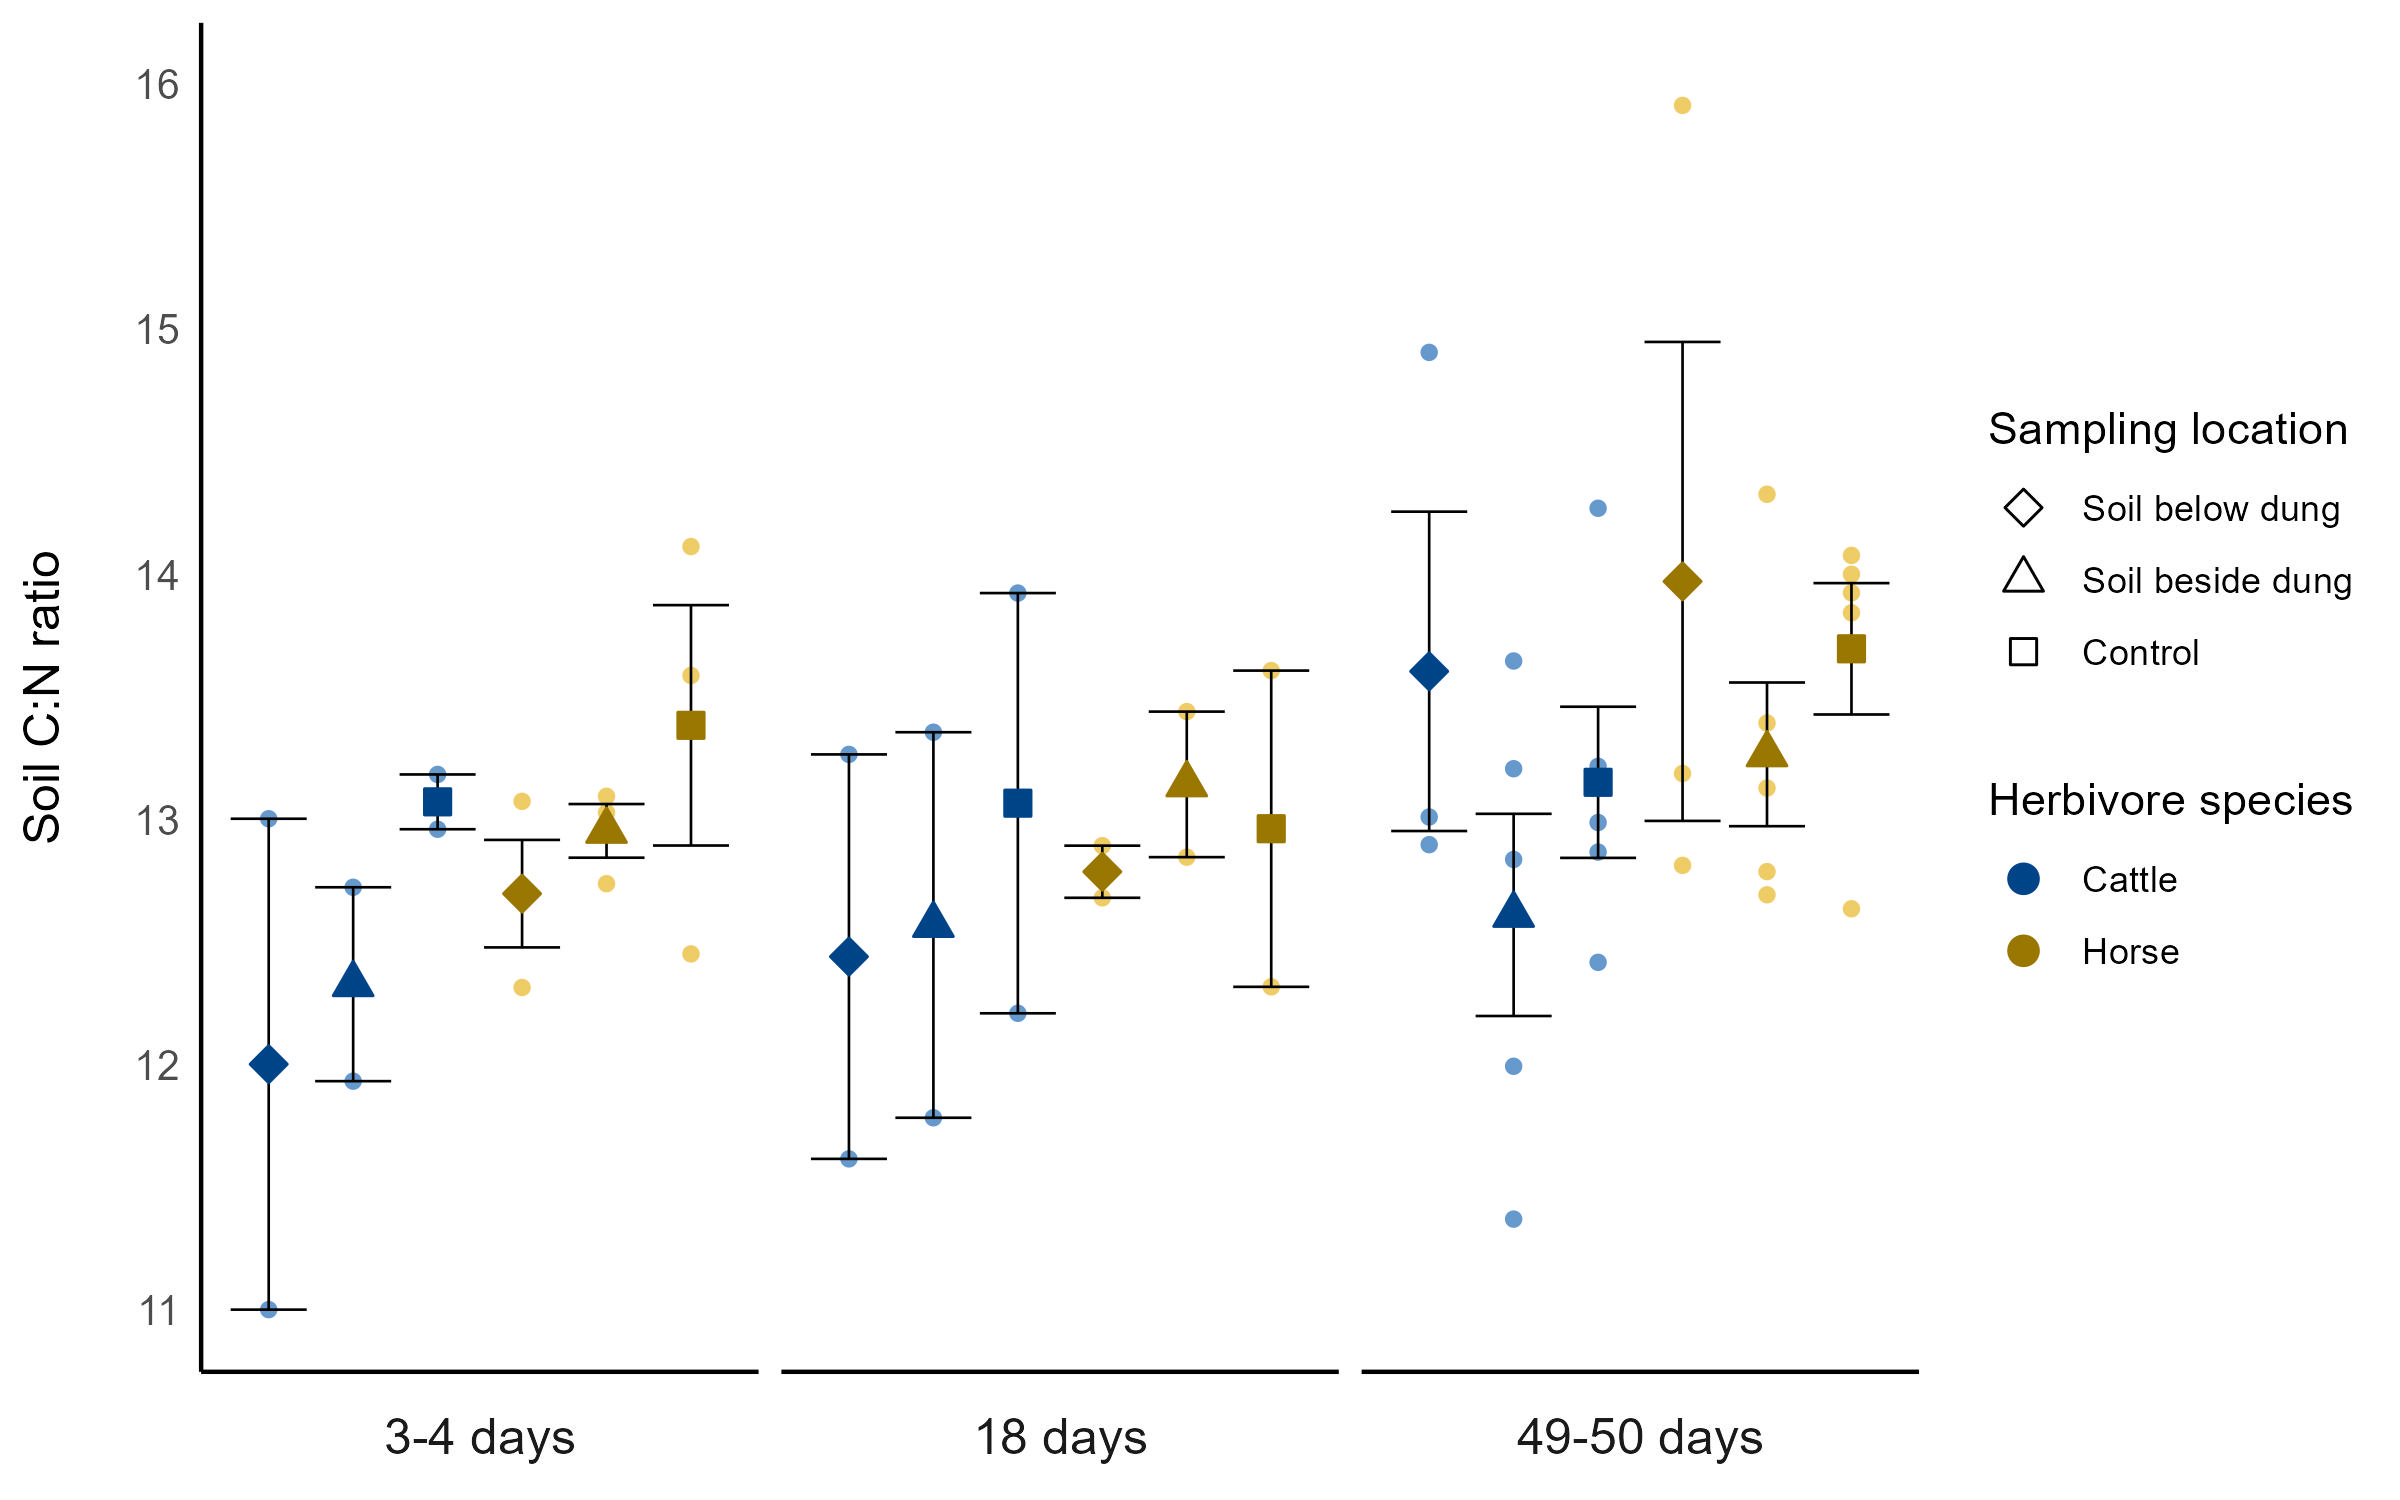 Soil C:N ratio
16
15
14
13
12
11
3-4 days
18 days
49-50 days
Sampling location
Soil below dung
Soil beside dung
Control
Herbivore species
Cattle
Horse